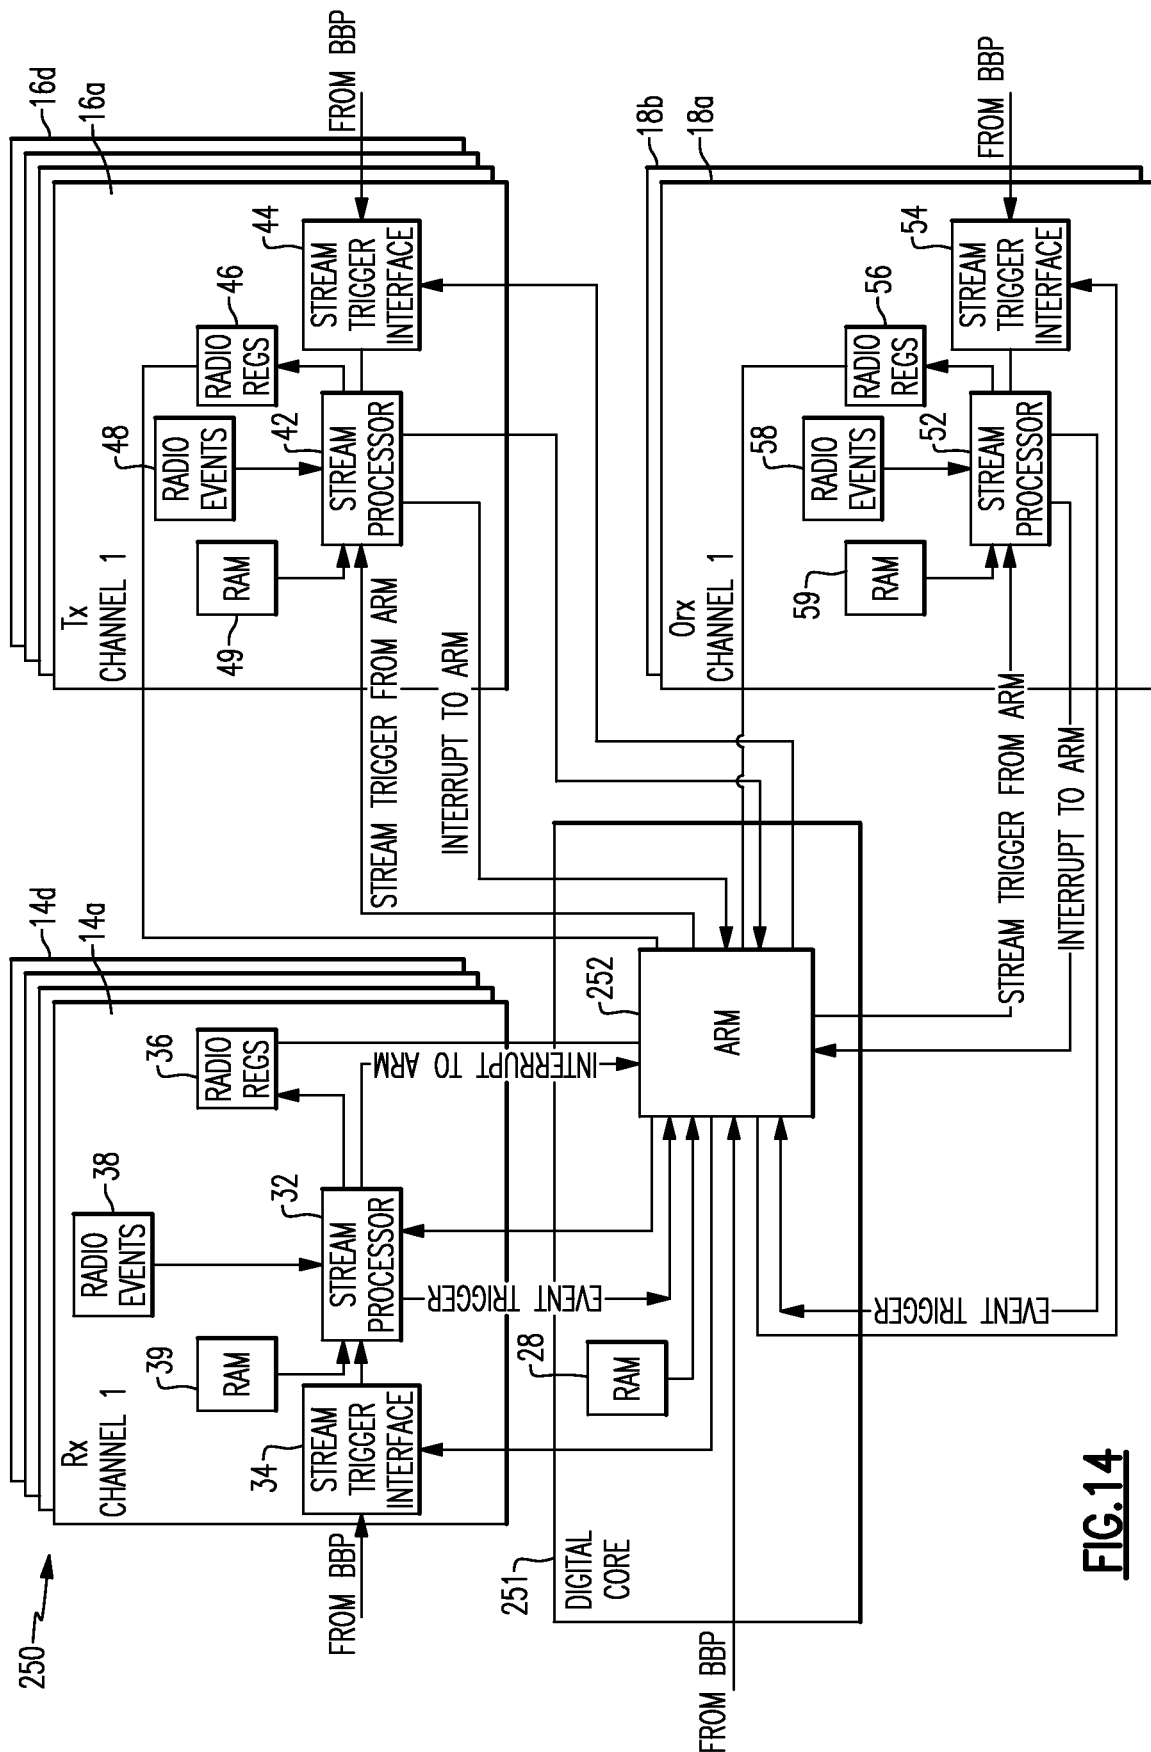 250
Rx
CHANNEL 1
14d
14a
39
RAM
38
RADIO
EVENTS
36
RADIO
REGS
34
STREAM
TRIGGER
INTERFACE
32
STREAM
PROCESSOR
FROM BBP
EVENT TRIGGER
INTERRUPT TO ARM
Tx
CHANNEL 1
16d
16a
49
RAM
48
RADIO
EVENTS
46
RADIO
REGS
42
STREAM
PROCESSOR
44
STREAM
TRIGGER
INTERFACE
FROM BBP
STREAM TRIGGER FROM ARM
INTERRUPT TO ARM
251
DIGITAL
CORE
28
RAM
252
ARM
FROM BBP
EVENT TRIGGER
Orx
CHANNEL 1
18b
18a
59
RAM
58
RADIO
EVENTS
56
RADIO
REGS
52
STREAM
PROCESSOR
54
STREAM
TRIGGER
INTERFACE
FROM BBP
STREAM TRIGGER FROM ARM
INTERRUPT TO ARM
FIG.14